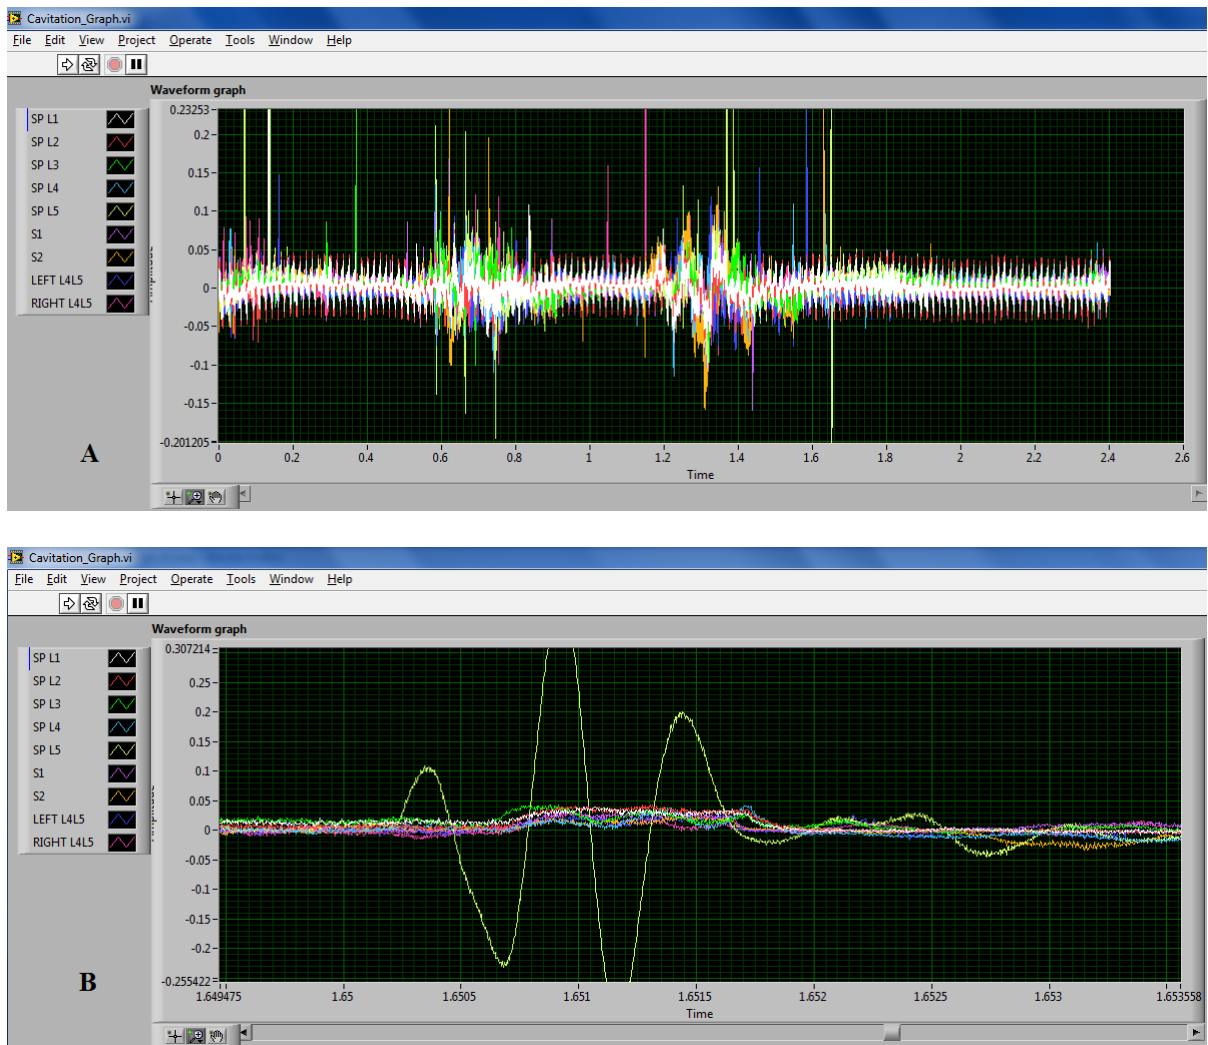 Cavitation_Graph.vi
File Edit View Project Operate Tools Window Help
Waveform graph
SP L1
SP L2
SP L3
SP L4
SP L5
S1
S2
LEFT L4L5
RIGHT L4L5
0.23253
0.2
0.15
0.1
0.05
0
-0.05
-0.1
-0.15
-0.201205
0 0.2 0.4 0.6 0.8 1 1.2 1.4 1.6 1.8 2 2.2 2.4 2.6
Time
A
Cavitation_Graph.vi
File Edit View Project Operate Tools Window Help
Waveform graph
SP L1
SP L2
SP L3
SP L4
SP L5
S1
S2
LEFT L4L5
RIGHT L4L5
0.307214
0.25
0.2
0.15
0.1
0.05
0
-0.05
-0.1
-0.15
-0.2
-0.255422
1.649475 1.65 1.6505 1.651 1.6515 1.652 1.6525 1.653 1.653558
Time
B